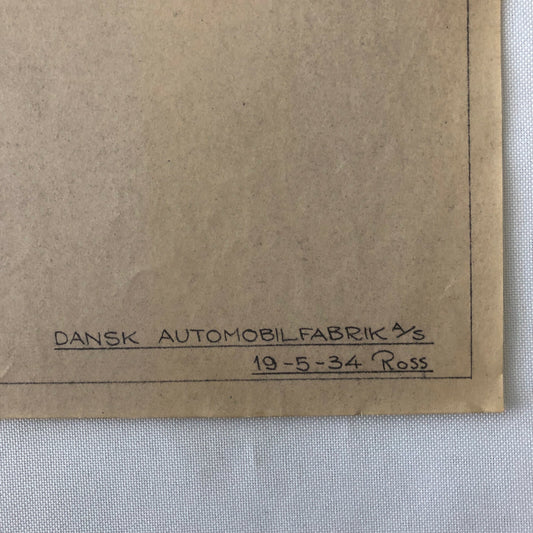 DANSK AUTOMOBILFABRIK A/S
19-5-34 Ross